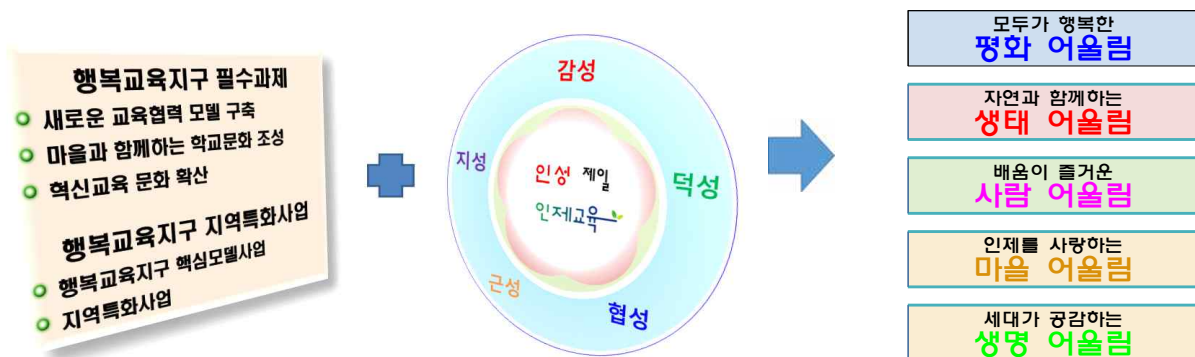 행복교육지구 필수과제
새로운 교육협력 모델 구축
마을과 함께하는 학교문화 조성
혁신교육 문화 확산
행복교육지구 지역특화사업
행복교육지구 핵심모델사업
지역특화사업
감성
지성
덕성
인성 제일
인제교육
근성
협성
모두가 행복한
평화 어울림
자연과 함께하는
생태 어울림
배움이 즐거운
사람 어울림
인제를 사랑하는
마을 어울림
세대가 공감하는
생명 어울림